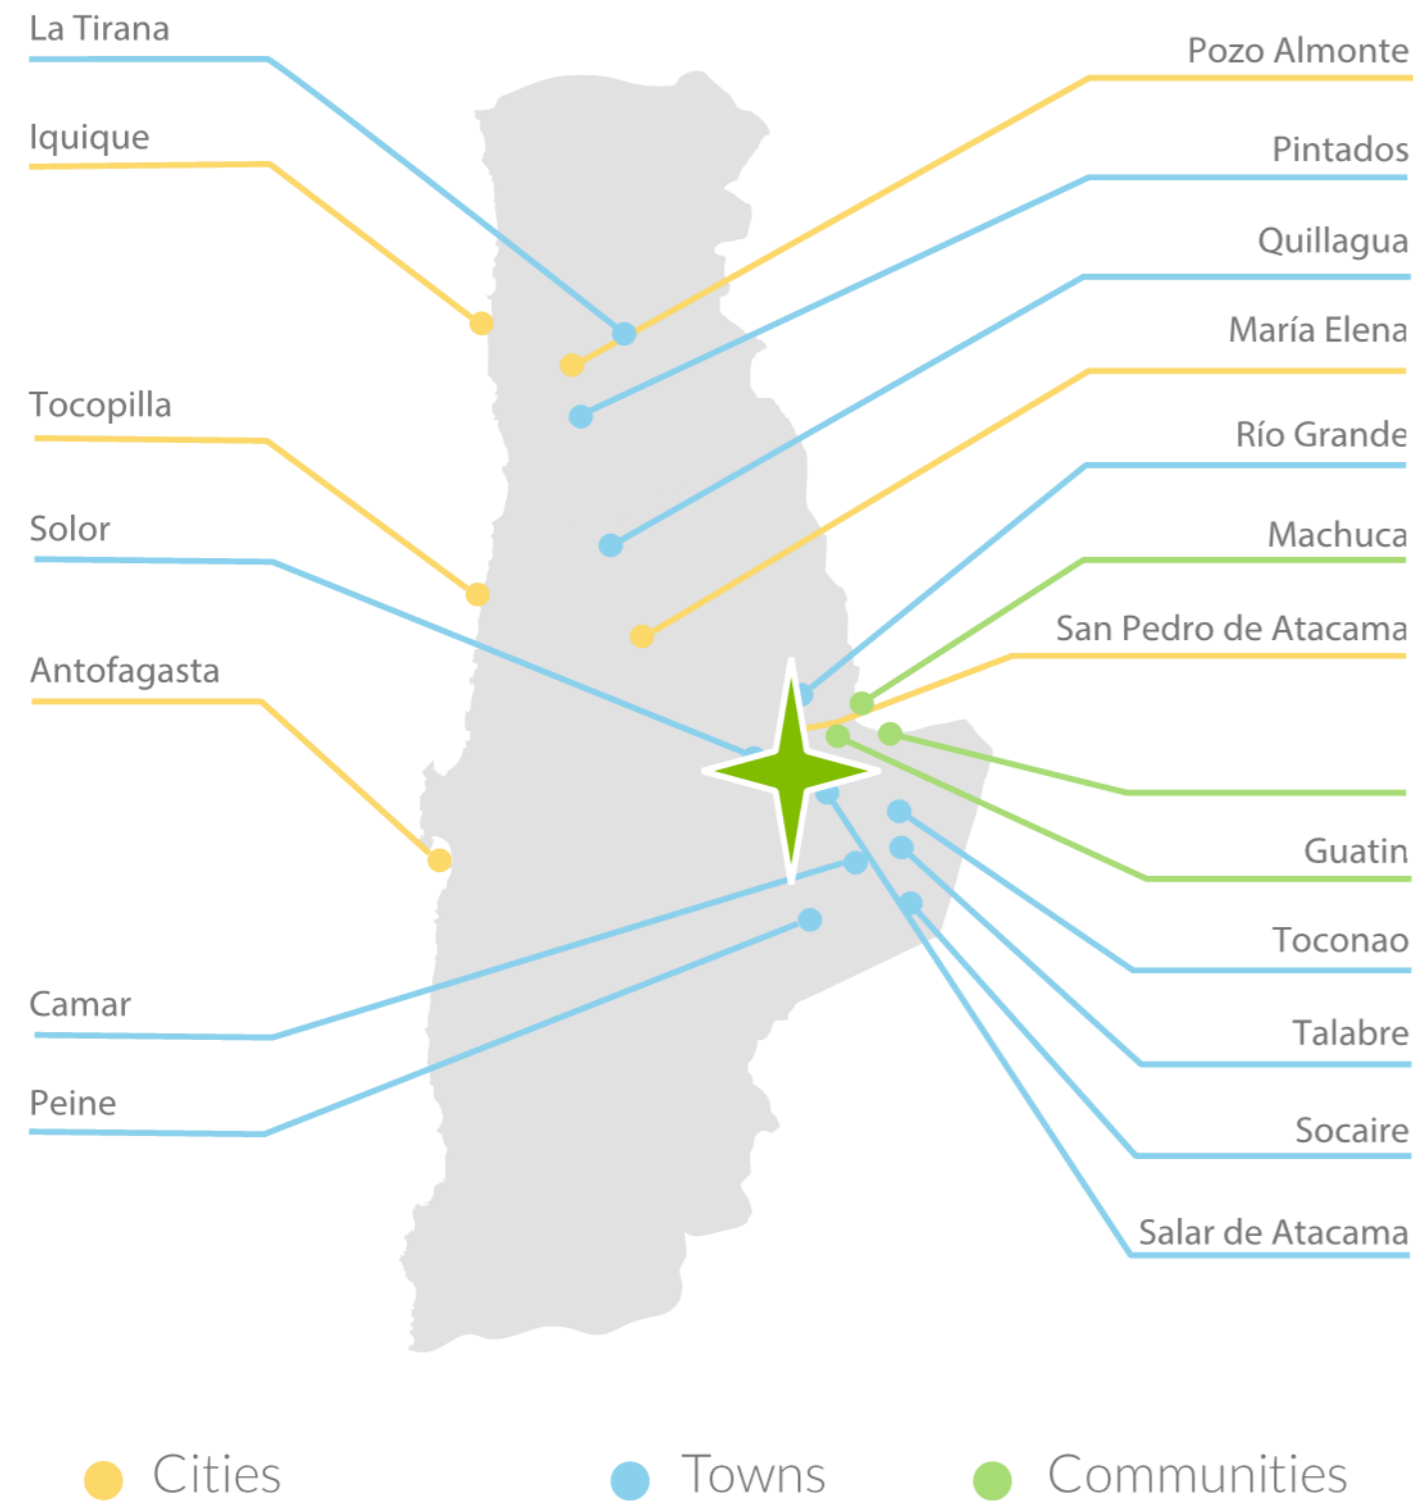 La Tirana
Iquique
Tocopilla
Solor
Antofagasta
Camar
Peine
Pozo Almonte
Pintados
Quillagua
María Elena
Río Grande
Machuca
San Pedro de Atacama
Guatin
Toconao
Talabre
Socaire
Salar de Atacama
Cities
Towns
Communities